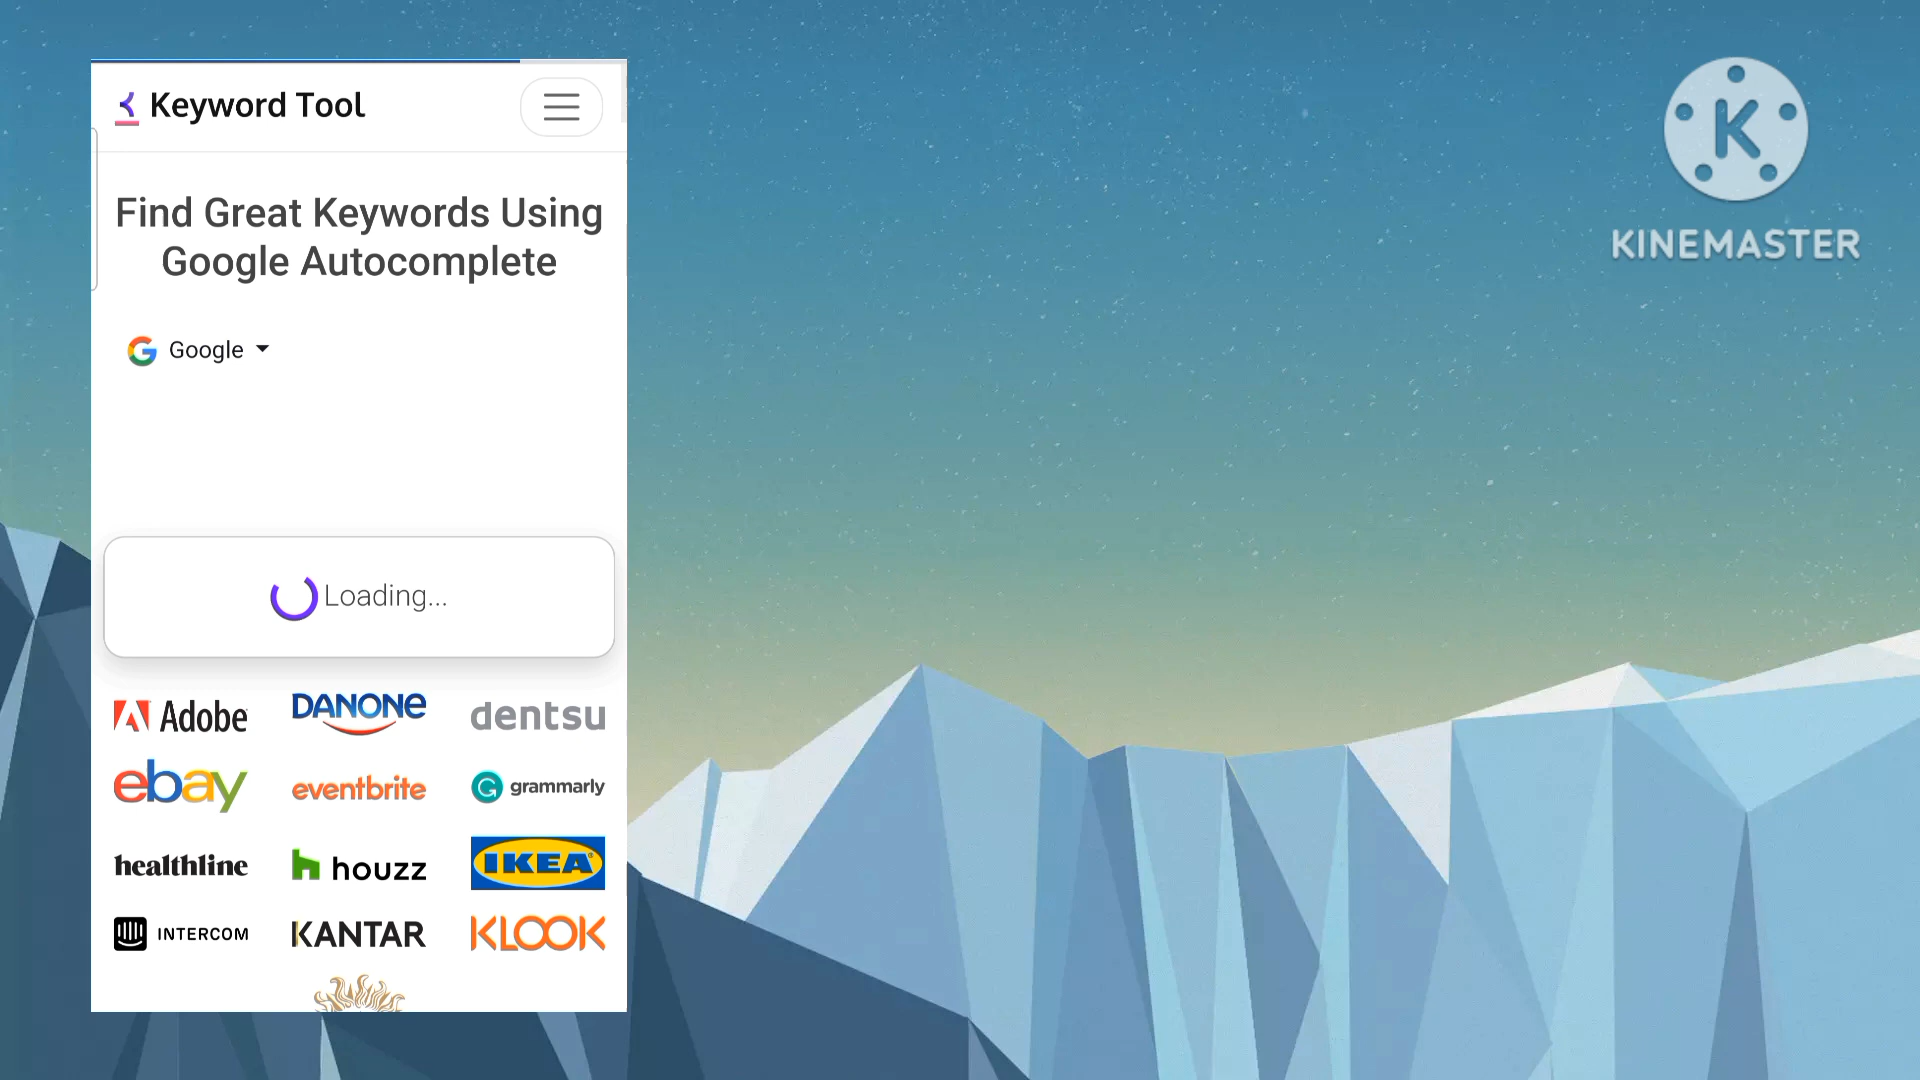 Keyword Tool
Find Great Keywords Using
Google Autocomplete
Google
Loading...
Adobe
DANONE
dentsu
ebay
eventbrite
grammarly
healthline
houzz
IKEA
INTERCOM
KANTAR
KLOOK
K
KINEMASTER